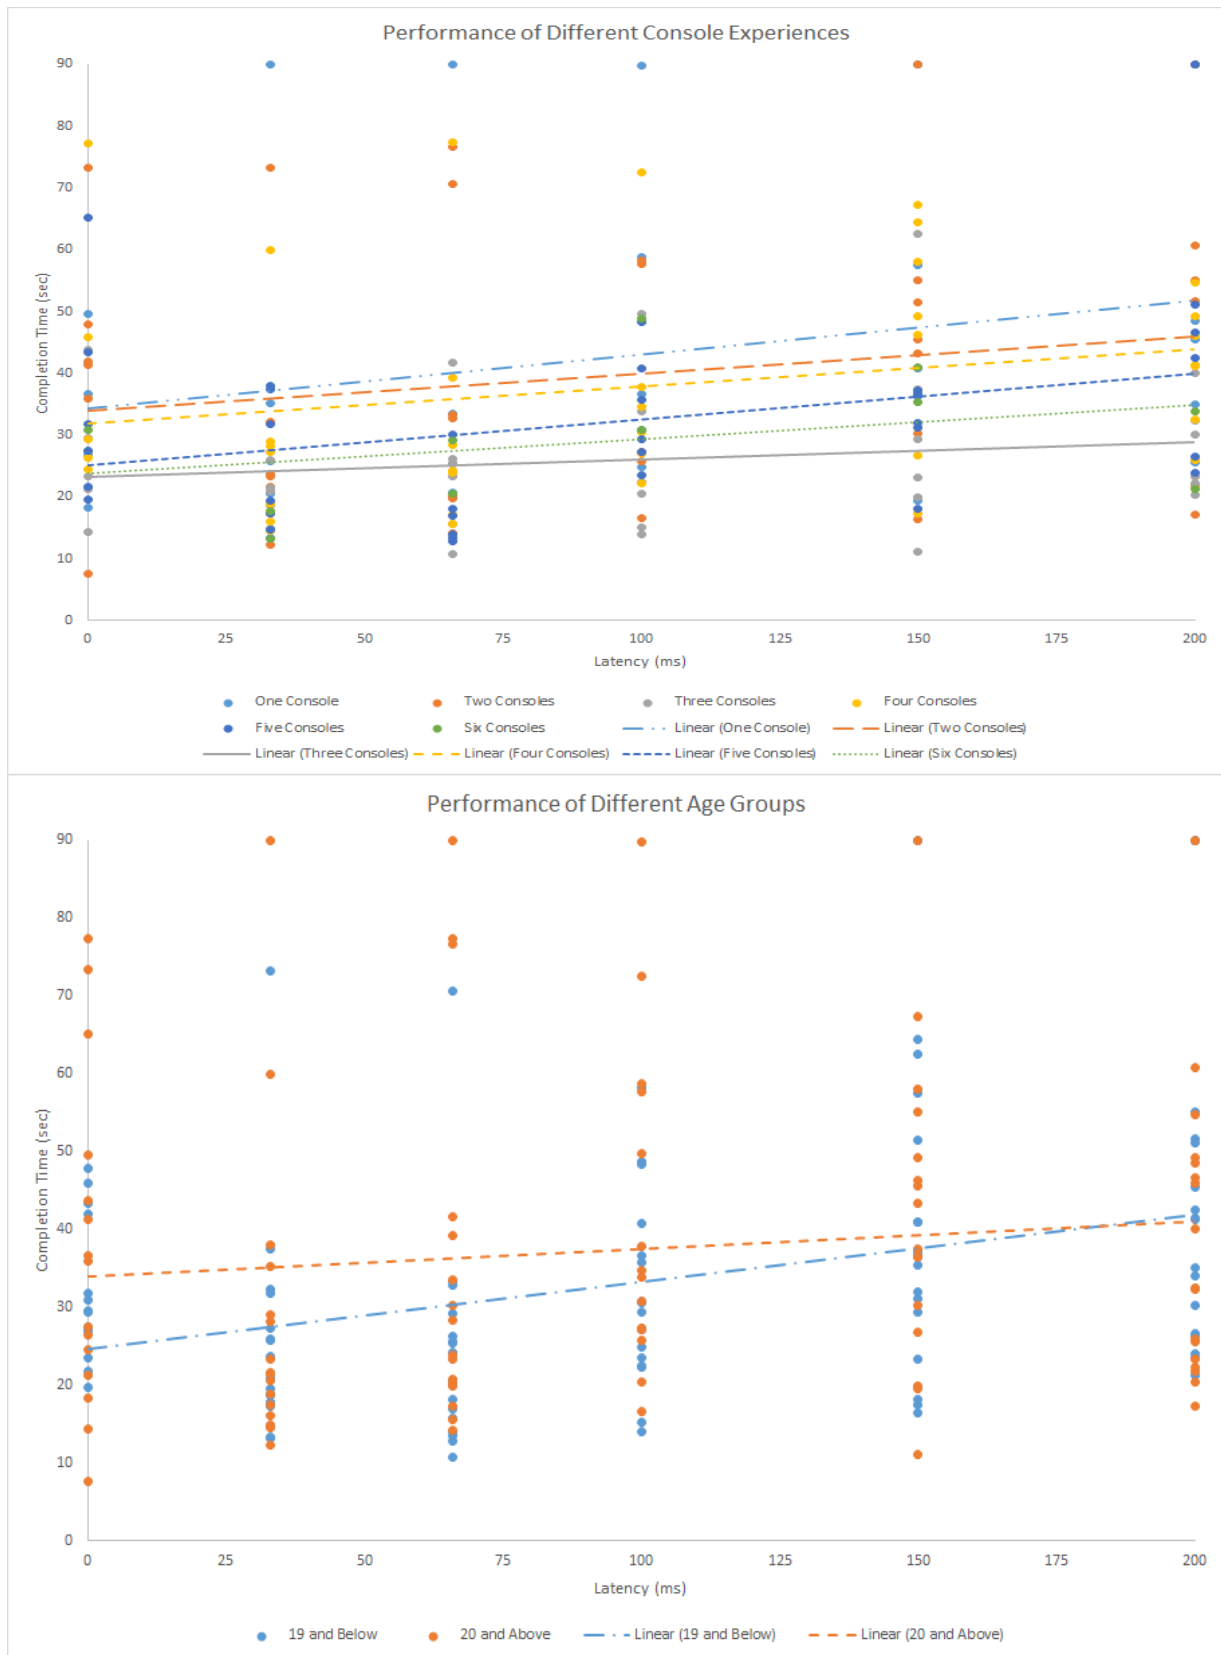 Performance of Different Console Experiences
90
80
70
60
50
40
30
20
10
0
Completion Time (sec)
0 25 50 75 100 125 150 175 200
Latency (ms)
One Console Two Consoles Three Consoles Four Consoles
Five Consoles Six Consoles Linear (One Console) Linear (Two Consoles)
Linear (Three Consoles) Linear (Four Consoles) Linear (Five Consoles) Linear (Six Consoles)
Performance of Different Age Groups
90
80
70
60
50
40
30
20
10
0
Completion Time (sec)
0 25 50 75 100 125 150 175 200
Latency (ms)
19 and Below 20 and Above Linear (19 and Below) Linear (20 and Above)